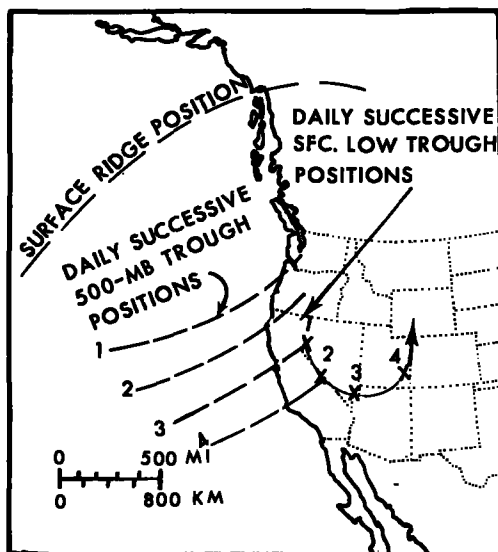 SURFACE RIDGE POSITION
DAILY SUCCESSIVE
SFC. LOW TROUGH
POSITIONS
DAILY SUCCESSIVE
500-MB TROUGH
POSITIONS
1
2
3
4
1
2
3
4
0 500 MI
0 800 KM